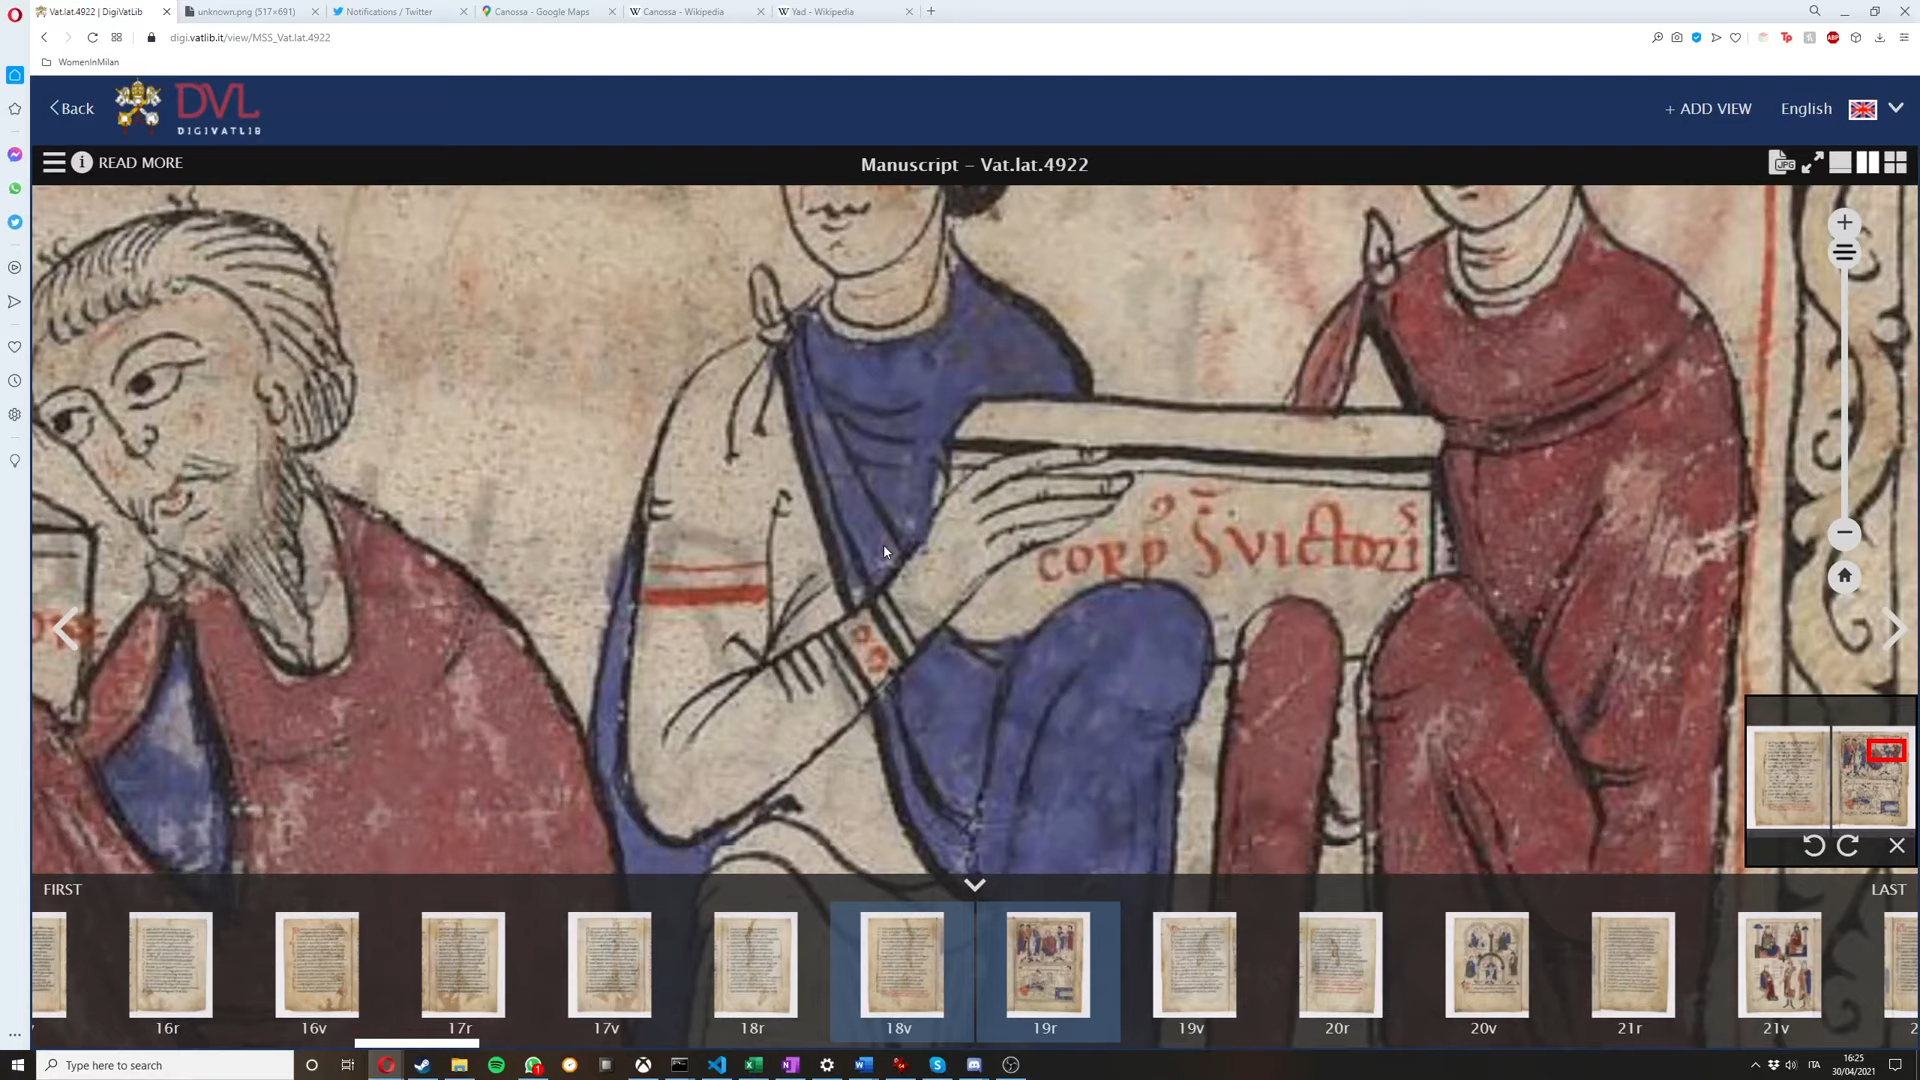 Vat.lat.4922 | DigiVatLib
unknown.png (517×691)
Notifications / Twitter
Canossa - Google Maps
Canossa - Wikipedia
Yad - Wikipedia
digi.vatlib.it/view/MSS_Vat.lat.4922
WomenInMilan
Back
DVL
DIGIVATLIB
+ ADD VIEW
English
READ MORE
Manuscript – Vat.lat.4922
JPG
corp⁹ S̄ victoriˢ
FIRST
LAST
16r
16v
17r
17v
18r
18v
19r
19v
20r
20v
21r
21v
Type here to search
ITA
16:25
30/04/2021